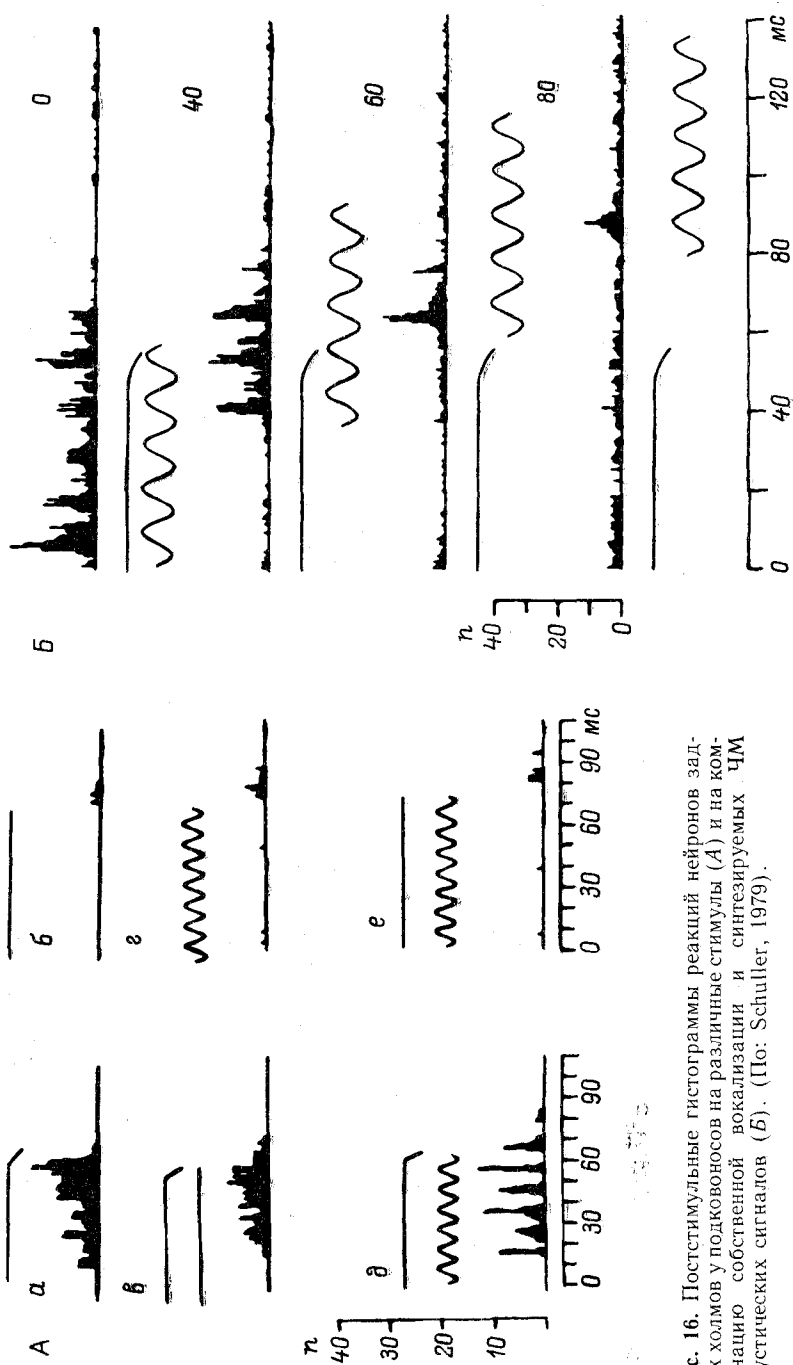 А
а
б
в
г
д
е
n
40
30
20
10
0 30 60 90
0 30 60 90 мс
Б
0
40
60
80
n
40
20
0
0 40 80 120 мс
с. 16. Постстимульные гистограммы реакций нейронов зад-
х холмов у подковоносов на различные стимулы (А) и на ком-
нацию собственной вокализации и синтезируемых ЧМ
устических сигналов (Б). (По: Schuller, 1979).